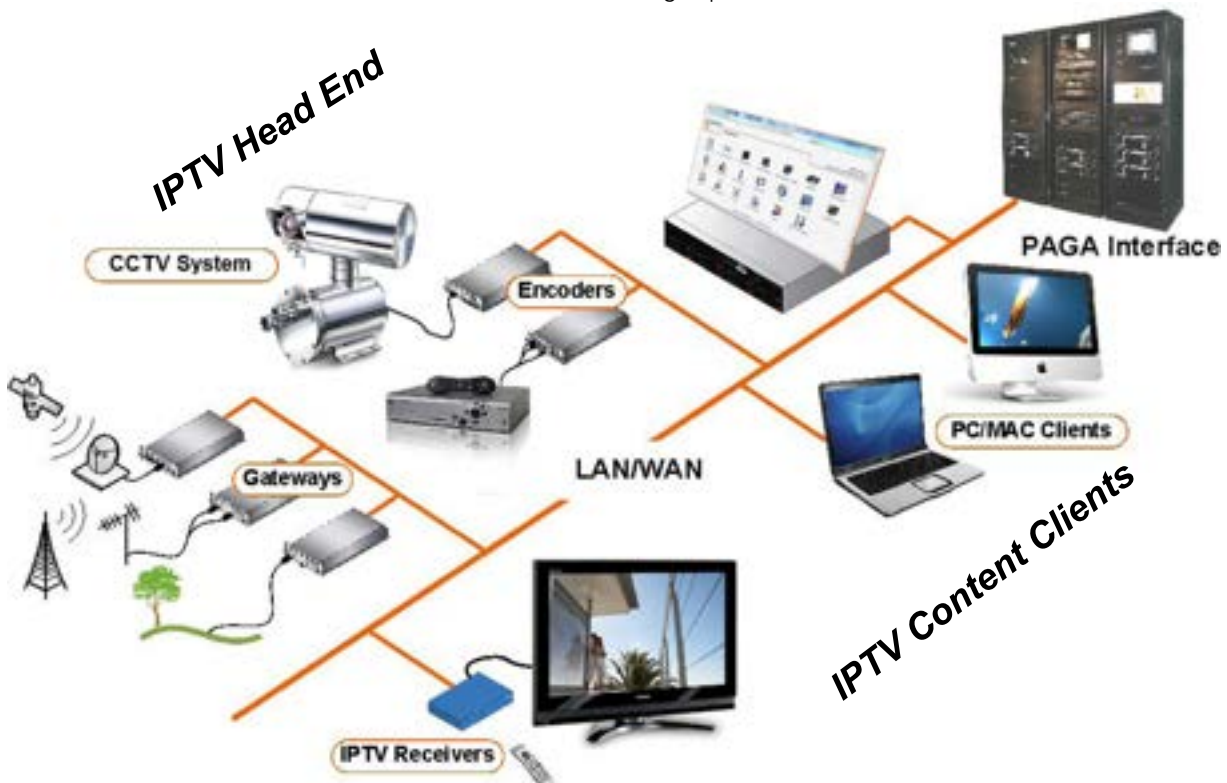 IPTV Head End
PAGA Interface
CCTV System
Encoders
PC/MAC Clients
LAN/WAN
Gateways
IPTV Content Clients
IPTV Receivers